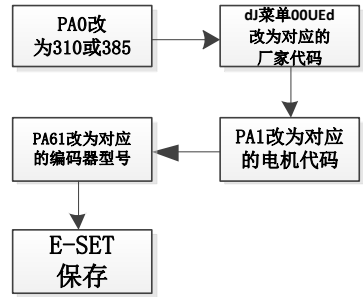 PA0改
为310或385
dJ菜单00UEd
改为对应的
厂家代码
PA1改为对应
的电机代码
PA61改为对应
的编码器型号
E-SET
保存